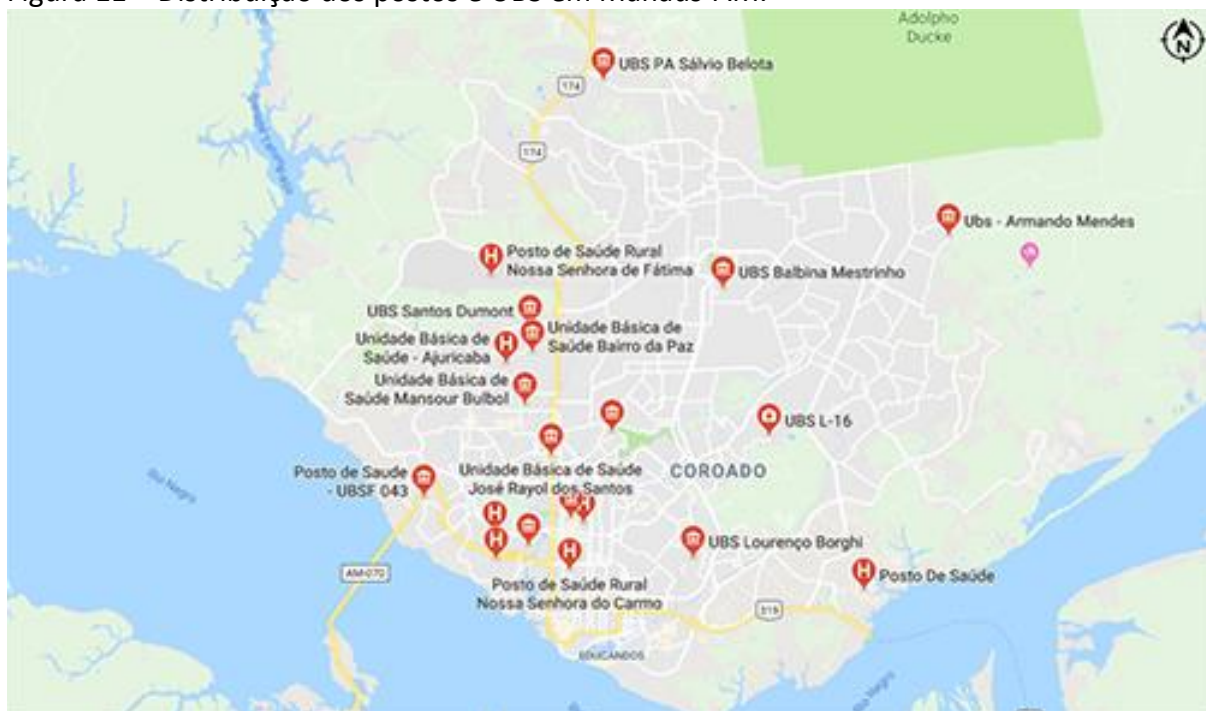 Adolpho
Ducke
N
UBS PA Sálvio Belota
174
174
Ubs - Armando Mendes
Posto de Saúde Rural
Nossa Senhora de Fátima
UBS Balbina Mestrinho
UBS Santos Dumont
Unidade Básica de
Saúde Bairro da Paz
Unidade Básica de
Saúde - Ajuricaba
Unidade Básica de
Saúde Mansour Bulbol
UBS L-16
COROADO
Posto de Saude
- UBSF 043
Unidade Básica de Saúde
José Rayol dos Santos
Rio Negro
UBS Lourenço Borghi
Posto De Saúde
AM-070
Posto de Saúde Rural
Nossa Senhora do Carmo
319
EDUCANDOS
Rio Negro